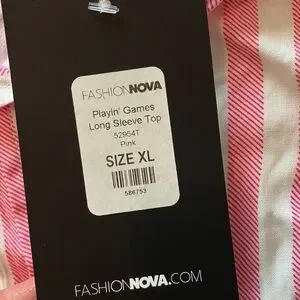 FASHIONNOVA
Playin' Games
Long Sleeve Top
52954T
Pink
SIZE XL
586753
FASHIONNOVA.COM